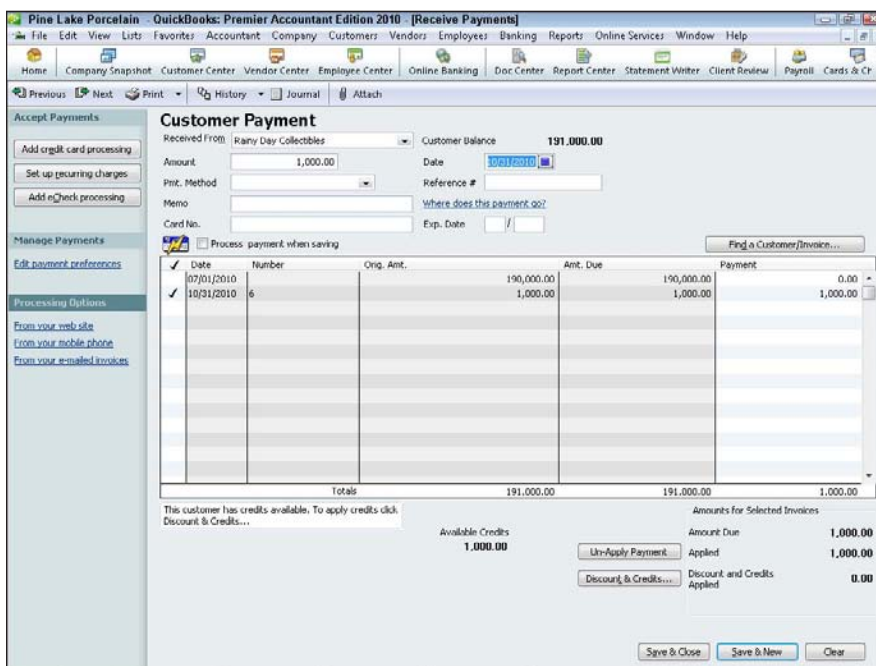 Pine Lake Porcelain - QuickBooks: Premier Accountant Edition 2010 - [Receive Payments]
File Edit View Lists Favorites Accountant Company Customers Vendors Employees Banking Reports Online Services Window Help
Home Company Snapshot Customer Center Vendor Center Employee Center Online Banking Doc Center Report Center Statement Writer Client Review Payroll Cards & Ch
Previous Next Print History Journal Attach
Accept Payments
Add credit card processing
Set up recurring charges
Add eCheck processing
Manage Payments
Edit payment preferences
Processing Options
From your web site
From your mobile phone
From your e-mailed invoices
Customer Payment
Received From Rainy Day Collectibles Customer Balance 191,000.00
Amount 1,000.00 Date 10/31/2010
Pmt. Method Reference #
Memo Where does this payment go?
Card No. Exp. Date /
Process payment when saving Find a Customer/Invoice...
✓ Date Number Orig. Amt. Amt. Due Payment
07/01/2010 190,000.00 190,000.00 0.00
✓ 10/31/2010 6 1,000.00 1,000.00 1,000.00
Totals 191,000.00 191,000.00 1,000.00
This customer has credits available. To apply credits click
Discount & Credits...
Available Credits
1,000.00
Un-Apply Payment
Discount & Credits...
Amounts for Selected Invoices
Amount Due 1,000.00
Applied 1,000.00
Discount and Credits
Applied 0.00
Save & Close Save & New Clear